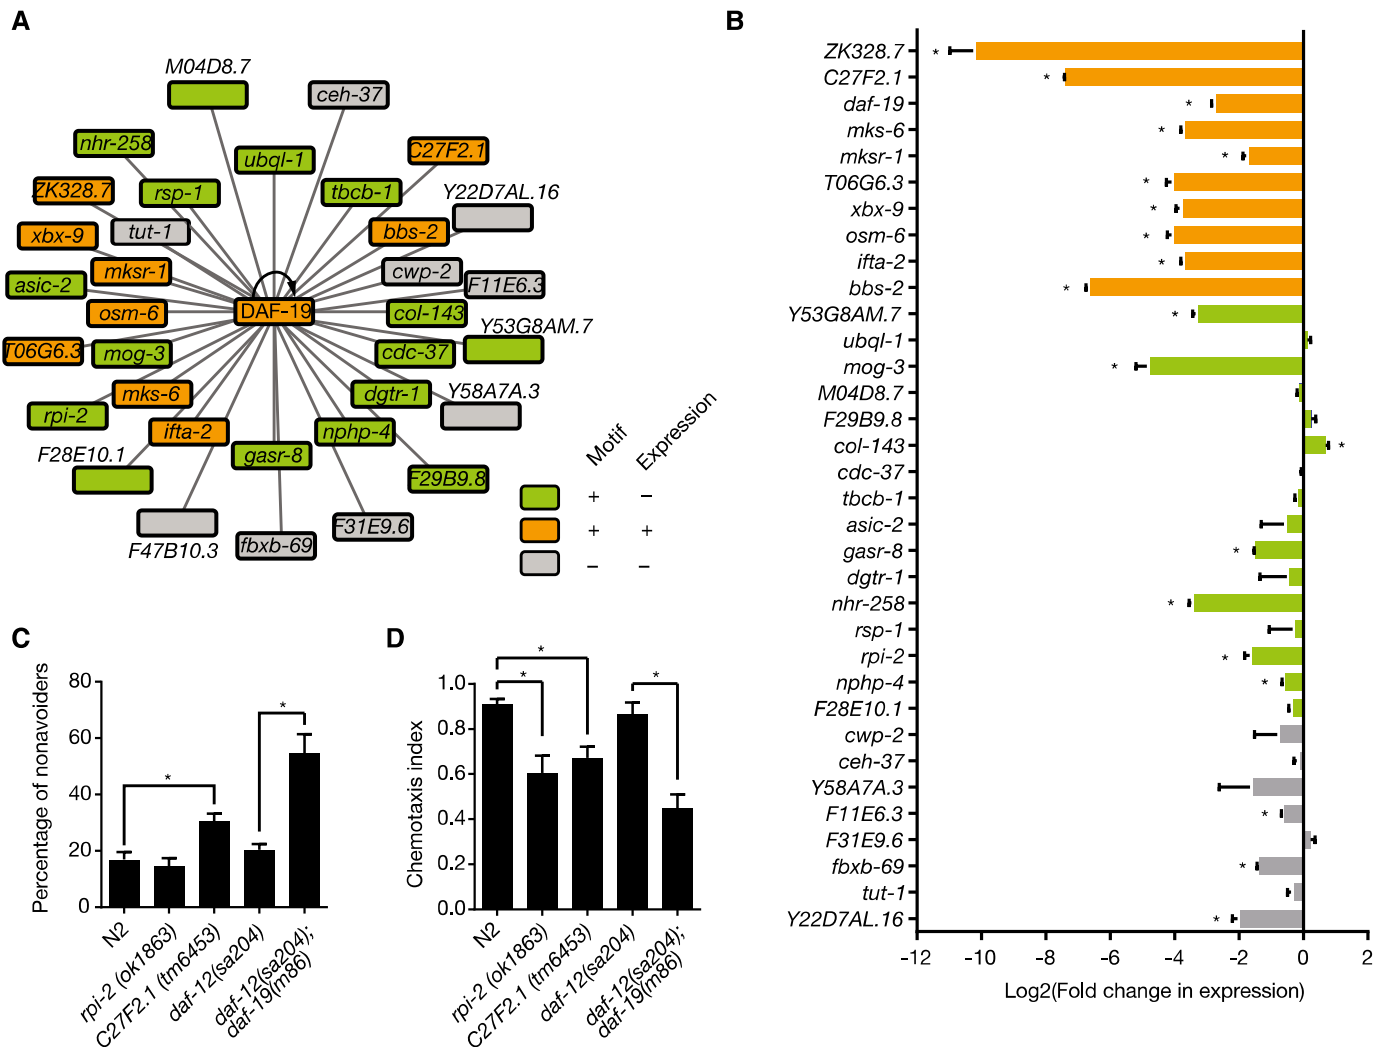 A
M04D8.7
ceh-37
nhr-258
ubql-1
C27F2.1
ZK328.7
rsp-1
tbcb-1
Y22D7AL.16
xbx-9
tut-1
bbs-2
mksr-1
cwp-2
asic-2
F11E6.3
osm-6
DAF-19
col-143
Y53G8AM.7
T06G6.3
mog-3
cdc-37
Y58A7A.3
mks-6
dgtr-1
rpi-2
ifta-2
nphp-4
F28E10.1
gasr-8
F29B9.8
F47B10.3
fbxb-69
F31E9.6
Motif Expression
+ −
+ +
− −
B
ZK328.7 *
C27F2.1 *
daf-19 *
mks-6 *
mksr-1 *
T06G6.3 *
xbx-9 *
osm-6 *
ifta-2 *
bbs-2 *
Y53G8AM.7 *
ubql-1
mog-3 *
M04D8.7
F29B9.8
col-143 *
cdc-37
tbcb-1
asic-2
gasr-8 *
dgtr-1
nhr-258 *
rsp-1
rpi-2 *
nphp-4 *
F28E10.1
cwp-2
ceh-37
Y58A7A.3
F11E6.3 *
F31E9.6
fbxb-69 *
tut-1
Y22D7AL.16 *
−12 −10 −8 −6 −4 −2 0 2
Log2(Fold change in expression)
C
Percentage of nonavoiders
80
60
40
20
0
*
*
N2
rpi-2 (ok1863)
C27F2.1 (tm6453)
daf-12(sa204)
daf-12(sa204);
daf-19(m86)
D
Chemotaxis index
1.0
0.8
0.6
0.4
0.2
0.0
*
*
*
N2
rpi-2 (ok1863)
C27F2.1 (tm6453)
daf-12(sa204)
daf-12(sa204);
daf-19(m86)